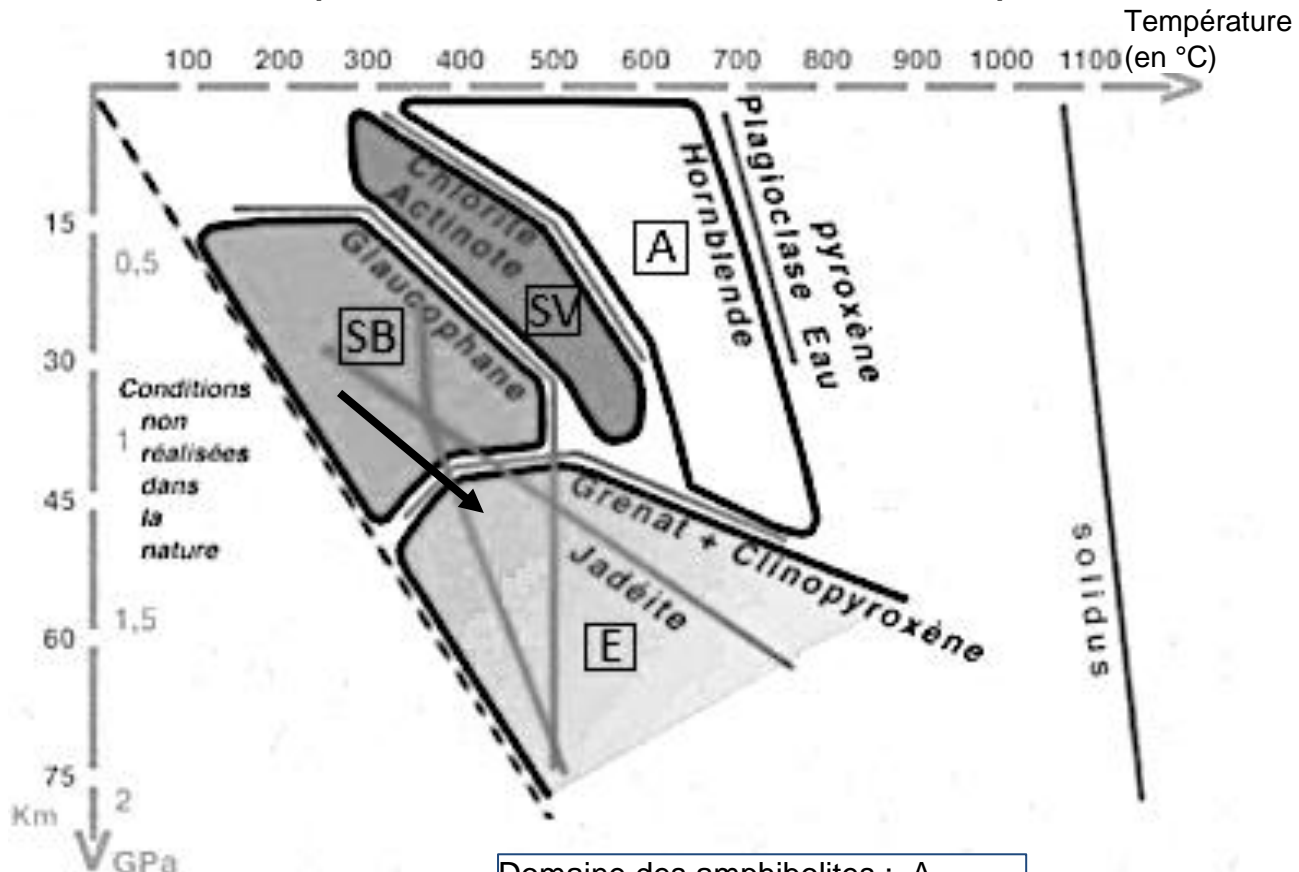 Température
(en °C)
100 200 300 400 500 600 700 800 900 1000 1100
15
30
45
60
75
Km
0,5
1
1,5
2
GPa
Conditions
non
réalisées
dans
la
nature
Chlorite
Actinote
Glaucophane
SB
SV
A
Hornblende
Plagioclase Eau
pyroxène
Grenat + Clinopyroxène
Jadéite
E
solidus
Domaine des amphibolites : A